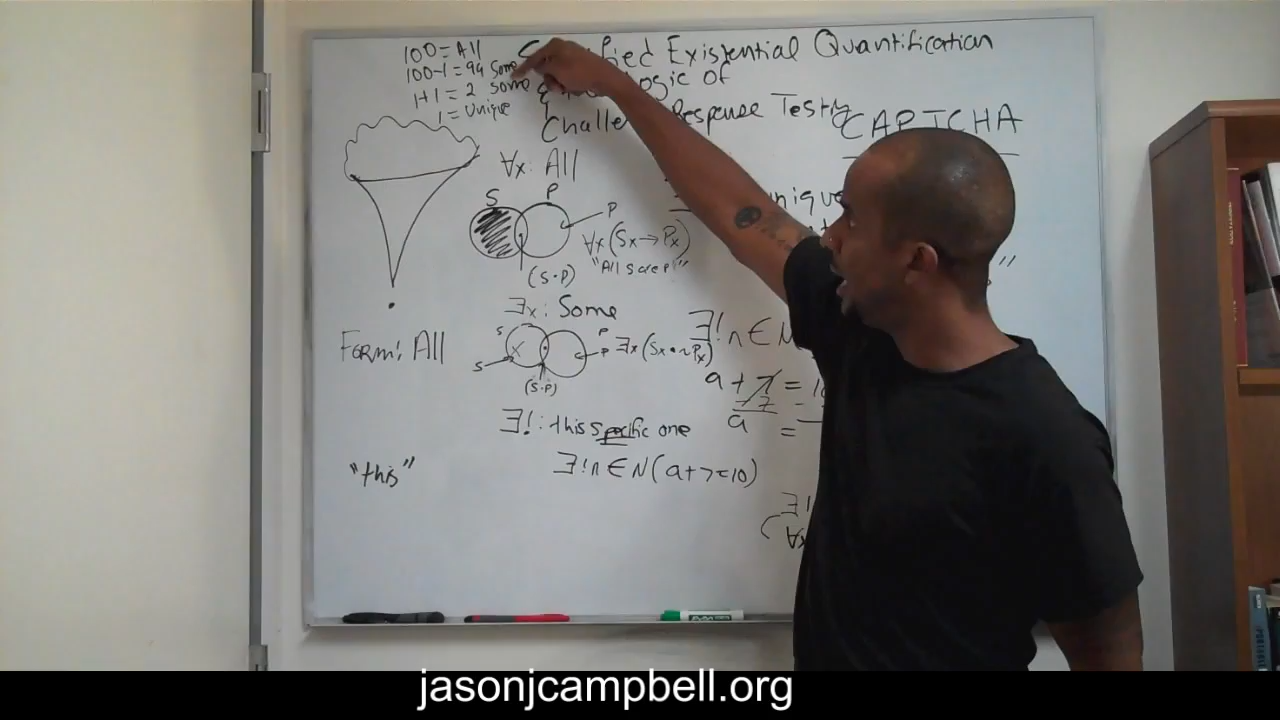 100 = All
100-1 = 99 Some
1+1 = 2 Some
1 = Unique
Existential Quantification
Logic of
Response Testing
CAPTCHA
∀x: All
S P
P
∀x(Sx→Px)
"All S are P"
(S·P)
∃x: Some
S P
P
∃x(Sx•~Px)
S
(S·P)
Form: All
∃!n∈N
a + 7 = 10
-7
a =
∃!: this specific one
∃!n∈N(a+7=10)
"this"
∃!
∀x
jasonjcampbell.org